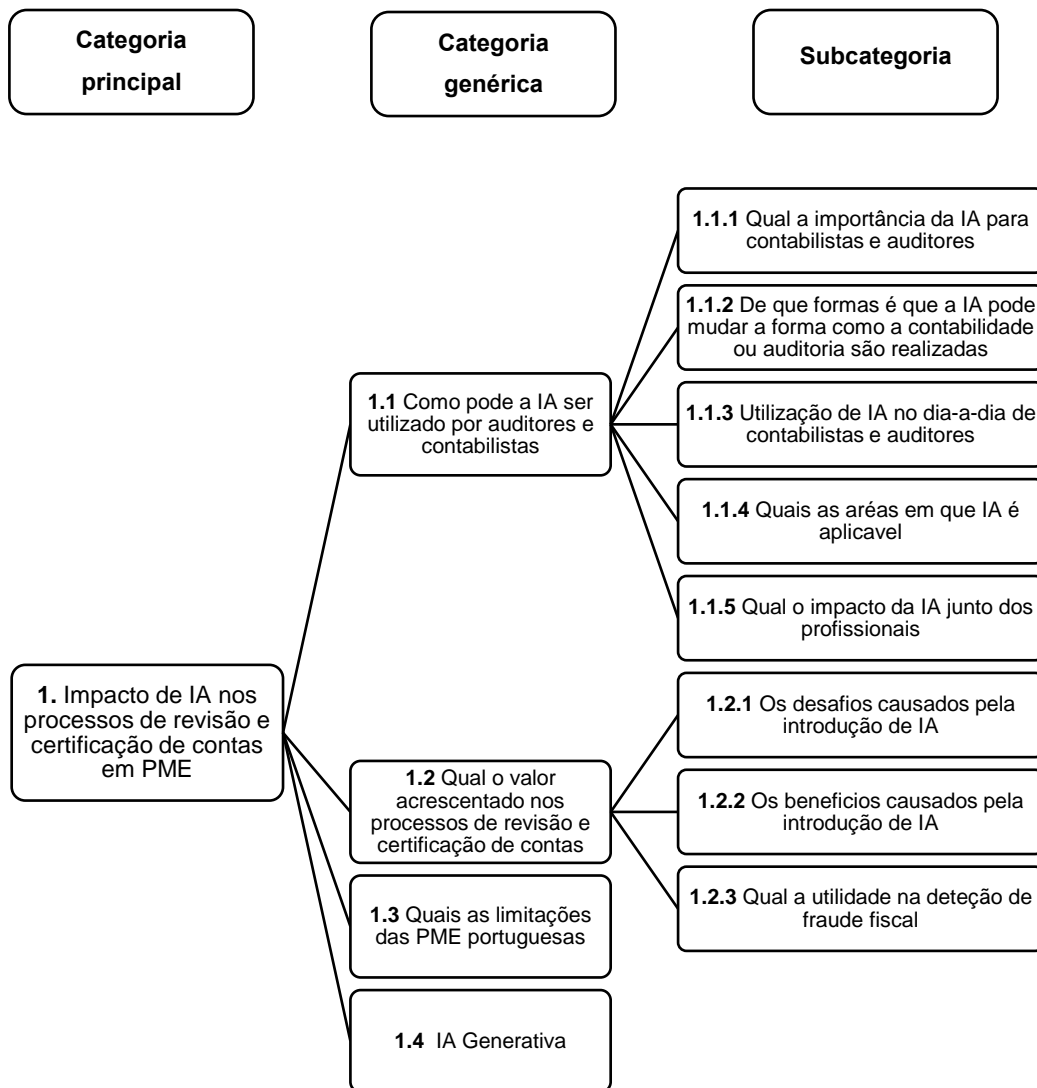 Categoria
principal
Categoria
genérica
Subcategoria
1.1.1 Qual a importância da IA para
contabilistas e auditores
1.1.2 De que formas é que a IA pode
mudar a forma como a contabilidade
ou auditoria são realizadas
1.1 Como pode a IA ser
utilizado por auditores e
contabilistas
1.1.3 Utilização de IA no dia-a-dia de
contabilistas e auditores
1.1.4 Quais as aréas em que IA é
aplicavel
1.1.5 Qual o impacto da IA junto dos
profissionais
1. Impacto de IA nos
processos de revisão e
certificação de contas
em PME
1.2 Qual o valor
acrescentado nos
processos de revisão e
certificação de contas
1.2.1 Os desafios causados pela
introdução de IA
1.2.2 Os beneficios causados pela
introdução de IA
1.2.3 Qual a utilidade na deteção de
fraude fiscal
1.3 Quais as limitações
das PME portuguesas
1.4 IA Generativa